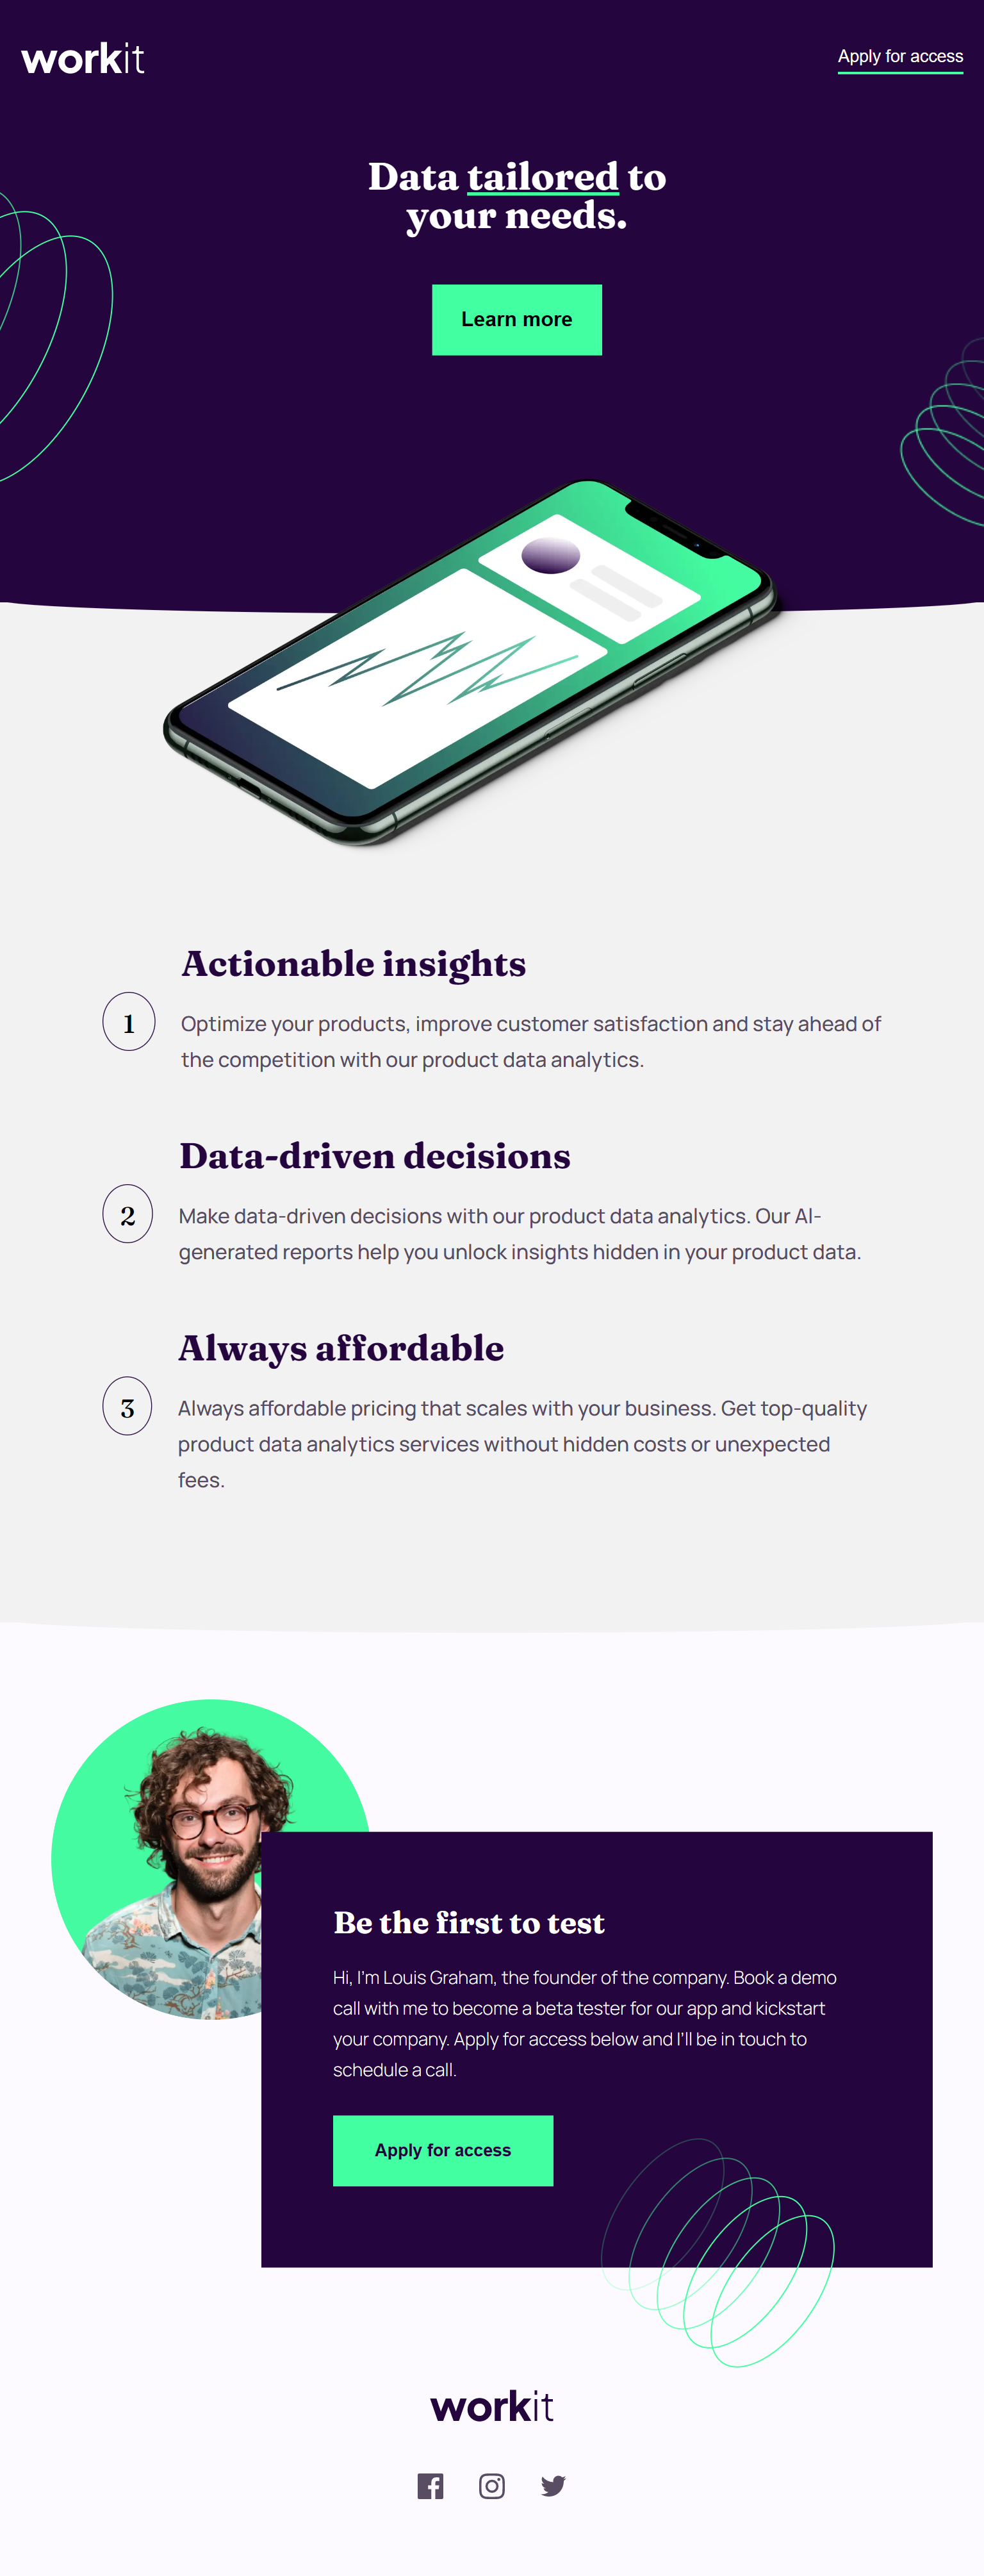 workit
Apply for access
Data tailored to
your needs.
Learn more
Actionable insights
1
Optimize your products, improve customer satisfaction and stay ahead of
the competition with our product data analytics.
Data-driven decisions
2
Make data-driven decisions with our product data analytics. Our AI-
generated reports help you unlock insights hidden in your product data.
Always affordable
3
Always affordable pricing that scales with your business. Get top-quality
product data analytics services without hidden costs or unexpected
fees.
Be the first to test
Hi, I'm Louis Graham, the founder of the company. Book a demo
call with me to become a beta tester for our app and kickstart
your company. Apply for access below and I'll be in touch to
schedule a call.
Apply for access
workit